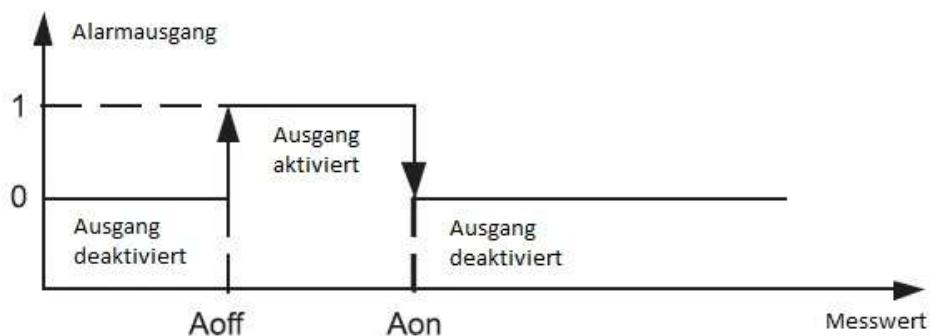 Alarmausgang
1
Ausgang
aktiviert
0
Ausgang
deaktiviert
Ausgang
deaktiviert
Aoff
Aon
Messwert